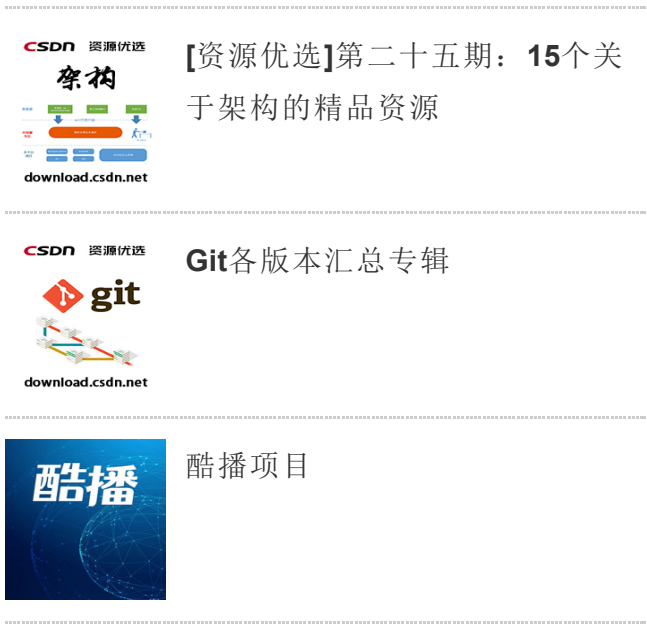 CSDN 资源优选
架构
download.csdn.net
[资源优选]第二十五期：15个关
于架构的精品资源
CSDN 资源优选
git
download.csdn.net
Git各版本汇总专辑
酷播
酷播项目